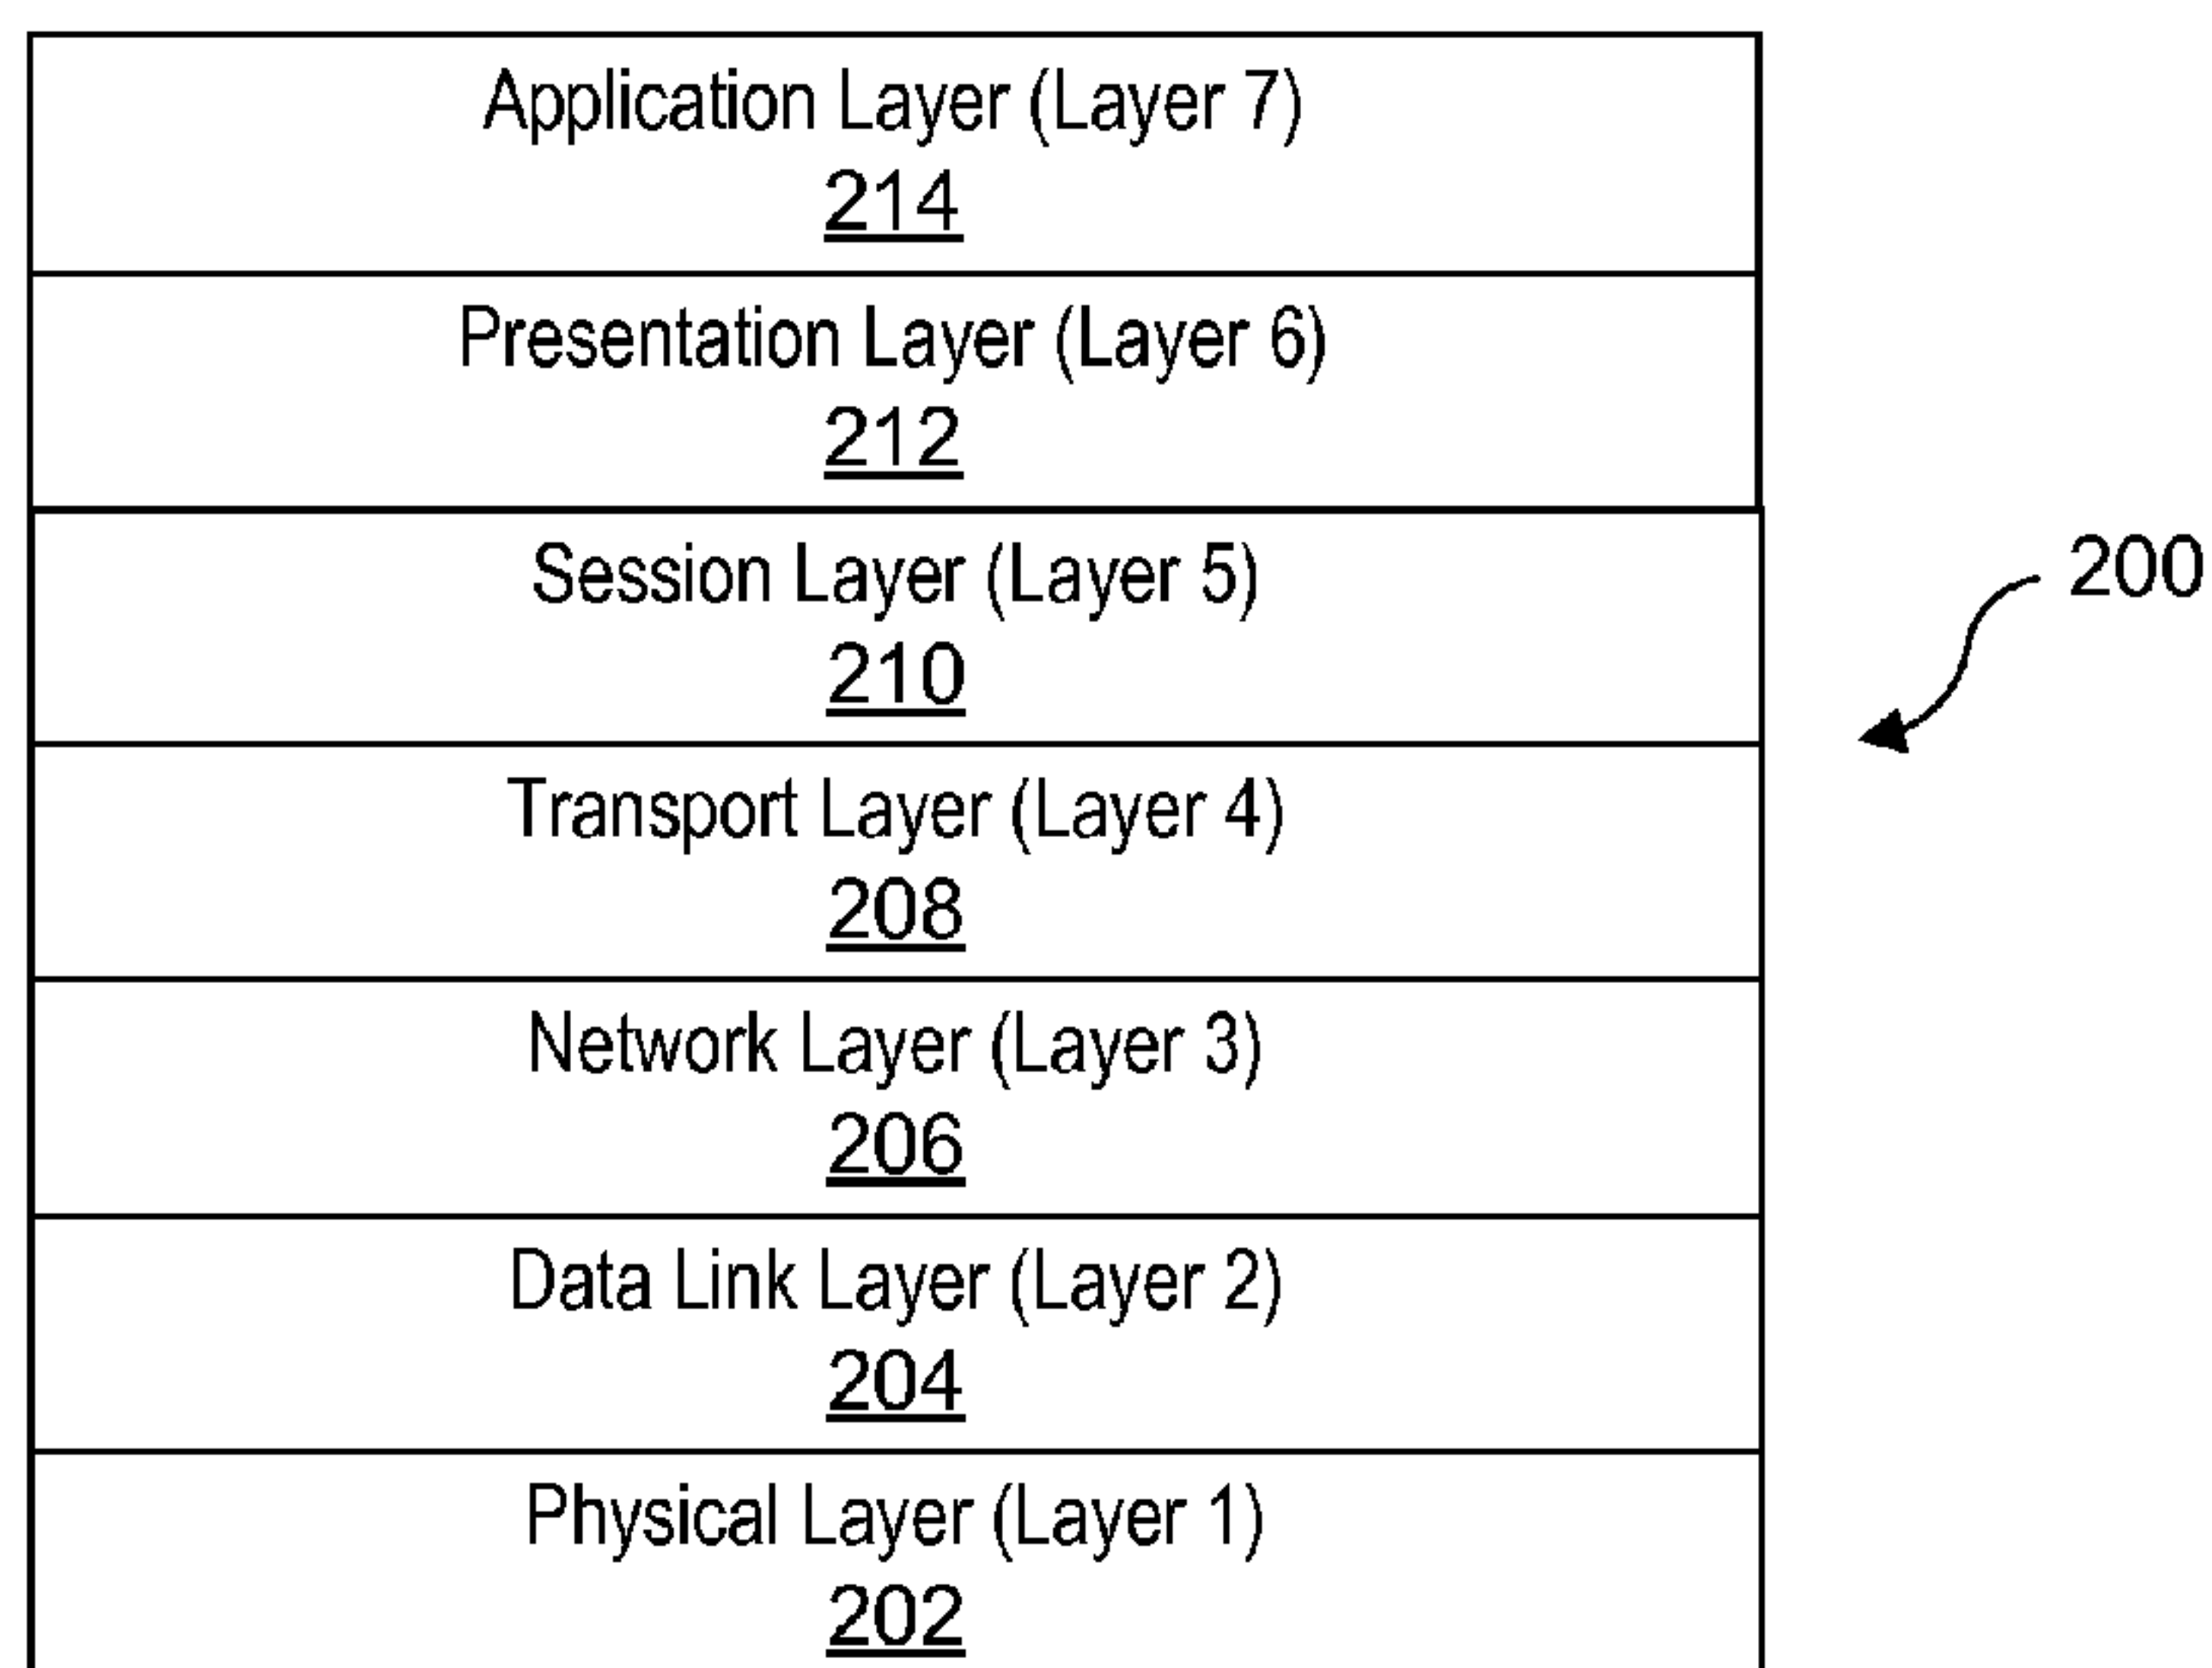 Application Layer (Layer 7)
214
Presentation Layer (Layer 6)
212
Session Layer (Layer 5)
210
200
Transport Layer (Layer 4)
208
Network Layer (Layer 3)
206
Data Link Layer (Layer 2)
204
Physical Layer (Layer 1)
202